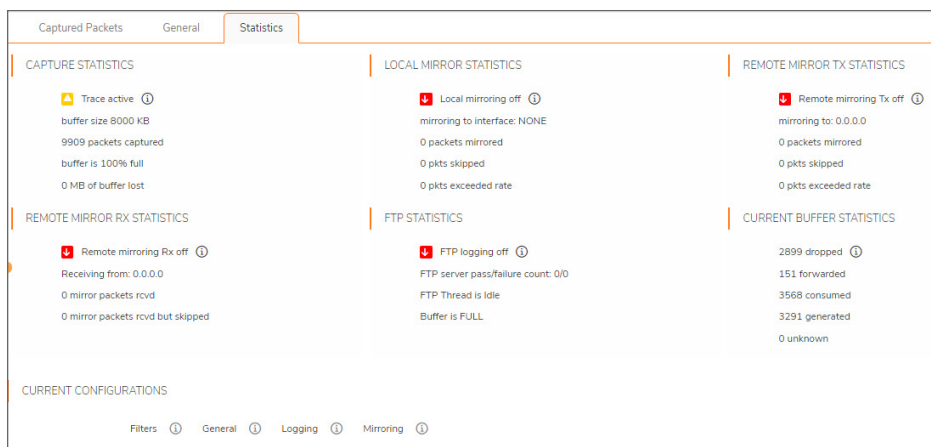 Captured Packets General Statistics
CAPTURE STATISTICS
Trace active
buffer size 8000 KB
9909 packets captured
buffer is 100% full
0 MB of buffer lost
LOCAL MIRROR STATISTICS
Local mirroring off
mirroring to interface: NONE
0 packets mirrored
0 pkts skipped
0 pkts exceeded rate
REMOTE MIRROR TX STATISTICS
Remote mirroring Tx off
mirroring to: 0.0.0.0
0 packets mirrored
0 pkts skipped
0 pkts exceeded rate
REMOTE MIRROR RX STATISTICS
Remote mirroring Rx off
Receiving from: 0.0.0.0
0 mirror packets rcvd
0 mirror packets rcvd but skipped
FTP STATISTICS
FTP logging off
FTP server pass/failure count: 0/0
FTP Thread is Idle
Buffer is FULL
CURRENT BUFFER STATISTICS
2899 dropped
151 forwarded
3568 consumed
3291 generated
0 unknown
CURRENT CONFIGURATIONS
Filters General Logging Mirroring